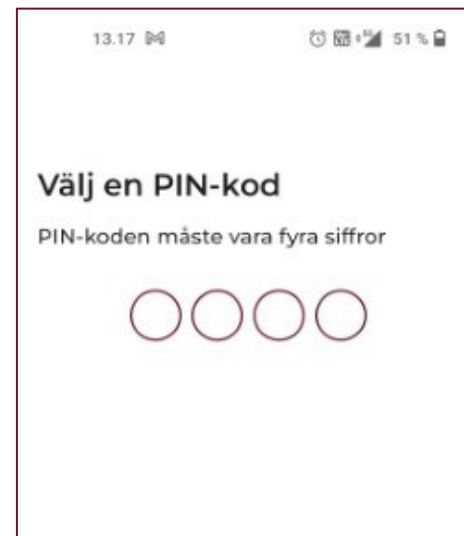 13.17 51 %
Välj en PIN-kod
PIN-koden måste vara fyra siffror